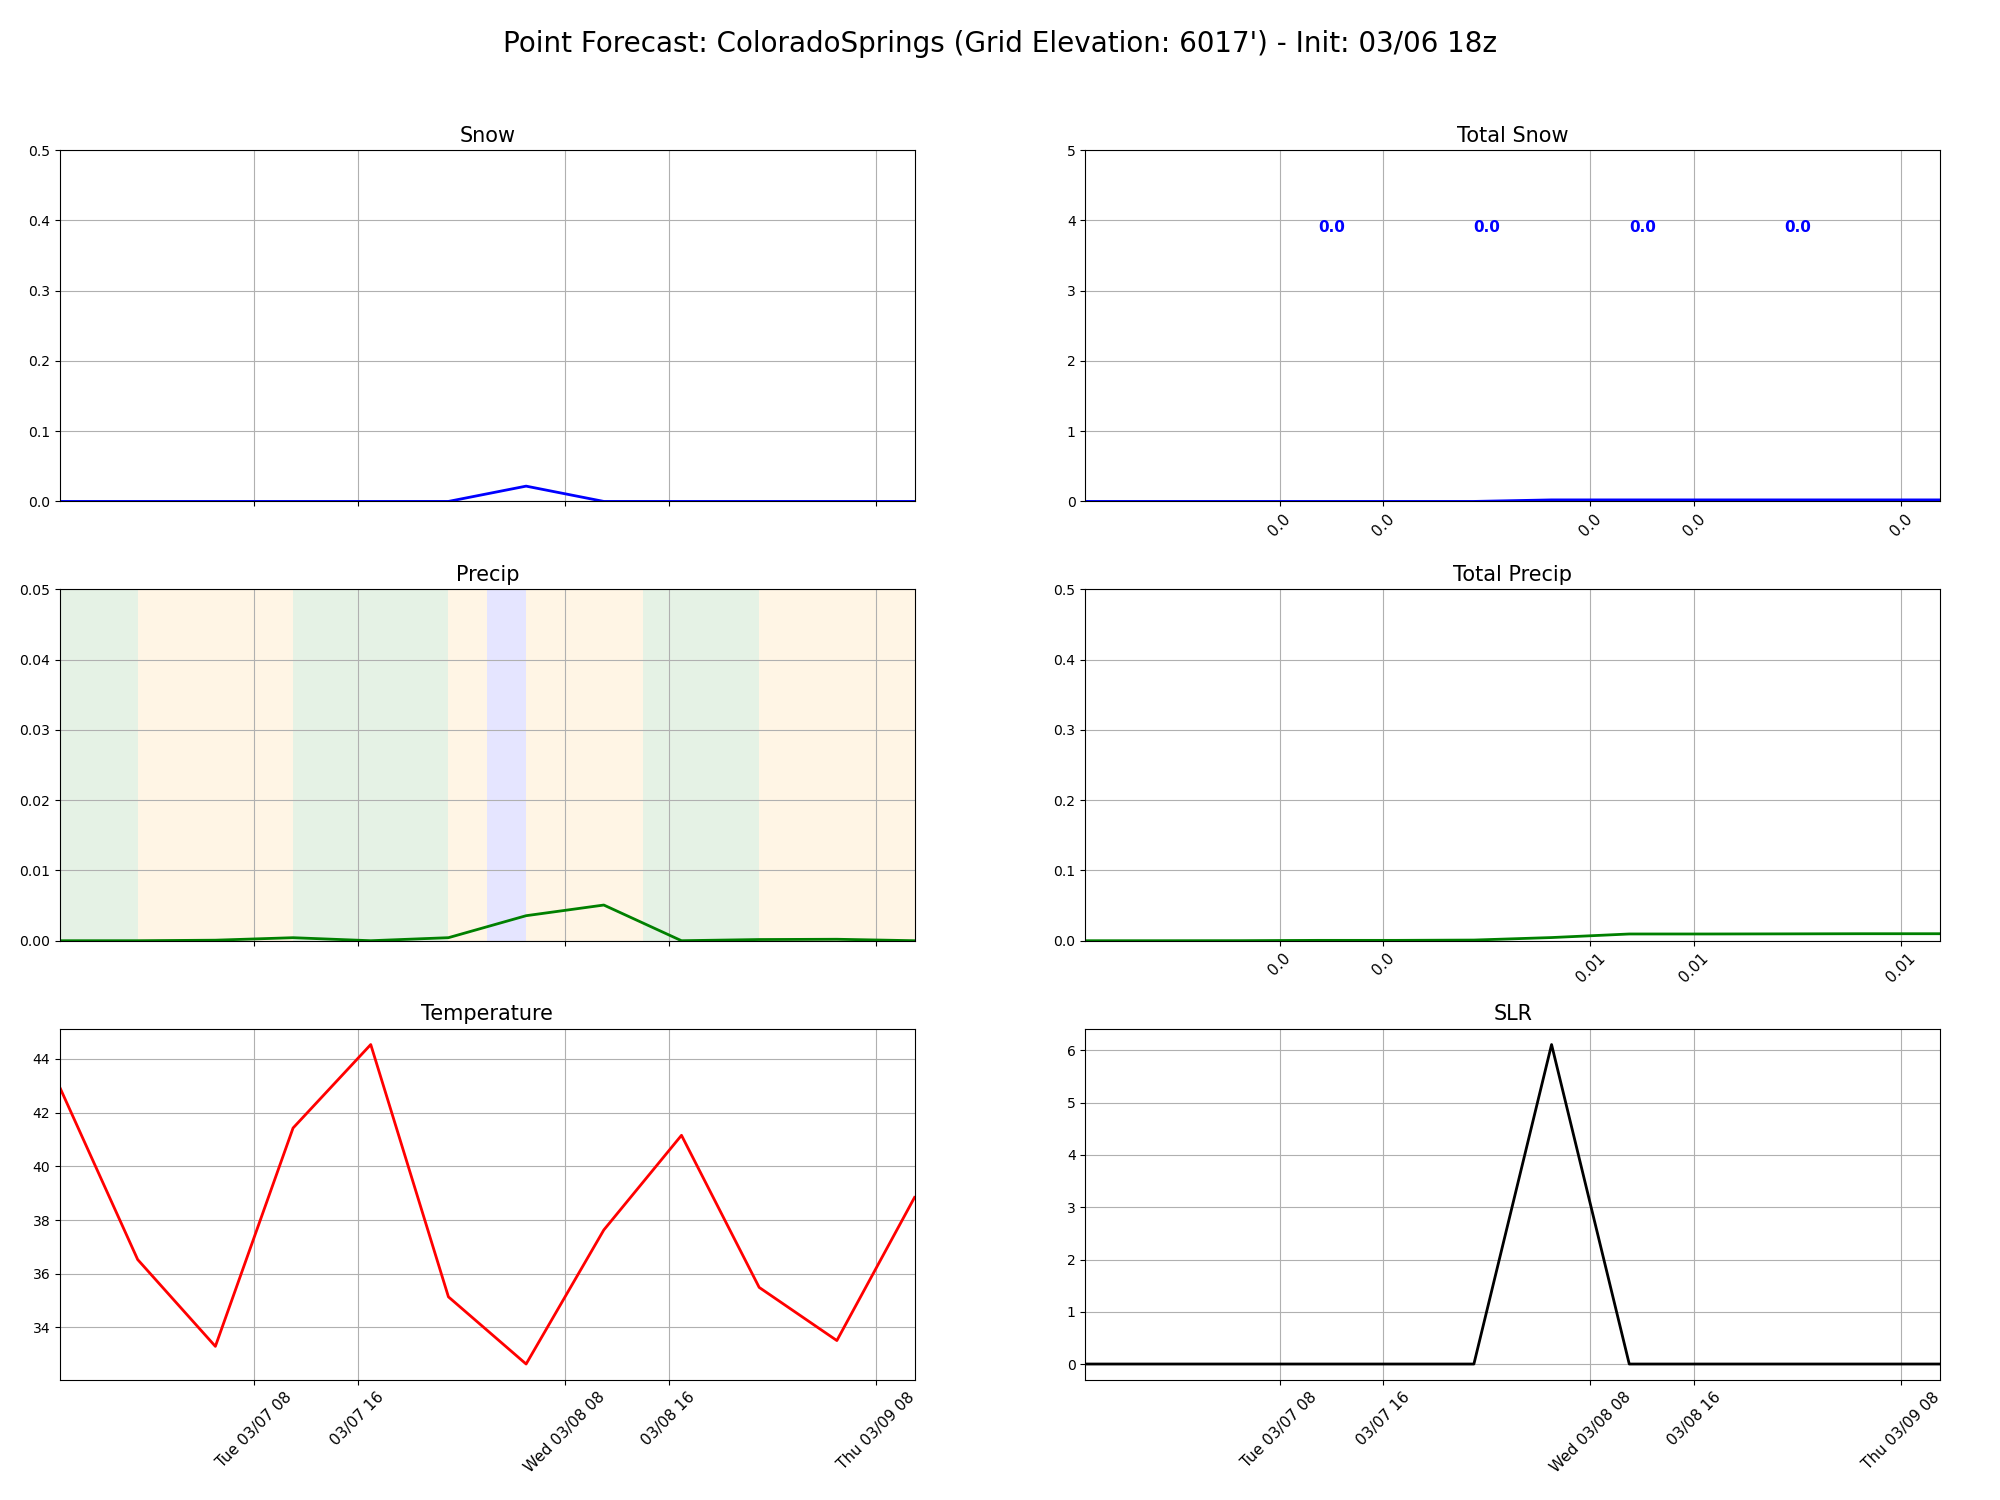 Point Forecast: ColoradoSprings (Grid Elevation: 6017') - Init: 03/06 18z
Snow
0.5
0.4
0.3
0.2
0.1
0.0
Total Snow
5
4
3
2
1
0
0.0 0.0 0.0 0.0
0.0 0.0 0.0 0.0 0.0
Precip
0.05
0.04
0.03
0.02
0.01
0.00
Total Precip
0.5
0.4
0.3
0.2
0.1
0.0
0.0 0.0 0.01 0.01 0.01
Temperature
44
42
40
38
36
34
Tue 03/07 08
03/07 16
Wed 03/08 08
03/08 16
Thu 03/09 08
SLR
6
5
4
3
2
1
0
Tue 03/07 08
03/07 16
Wed 03/08 08
03/08 16
Thu 03/09 08